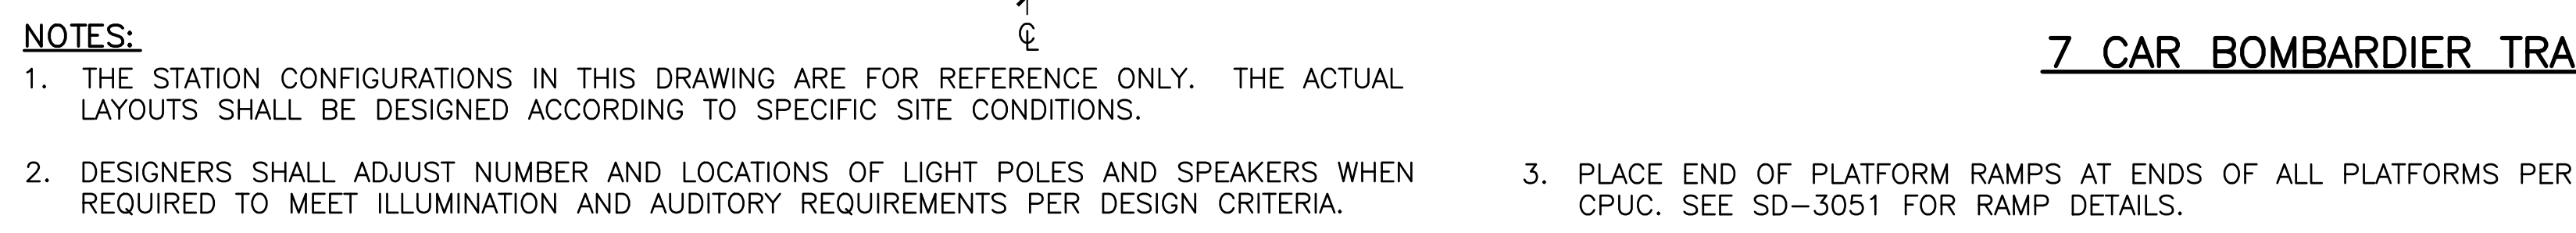 NOTES:
℄
7 CAR BOMBARDIER TRA
1. THE STATION CONFIGURATIONS IN THIS DRAWING ARE FOR REFERENCE ONLY. THE ACTUAL
LAYOUTS SHALL BE DESIGNED ACCORDING TO SPECIFIC SITE CONDITIONS.
2. DESIGNERS SHALL ADJUST NUMBER AND LOCATIONS OF LIGHT POLES AND SPEAKERS WHEN
REQUIRED TO MEET ILLUMINATION AND AUDITORY REQUIREMENTS PER DESIGN CRITERIA.
3. PLACE END OF PLATFORM RAMPS AT ENDS OF ALL PLATFORMS PER
CPUC. SEE SD-3051 FOR RAMP DETAILS.